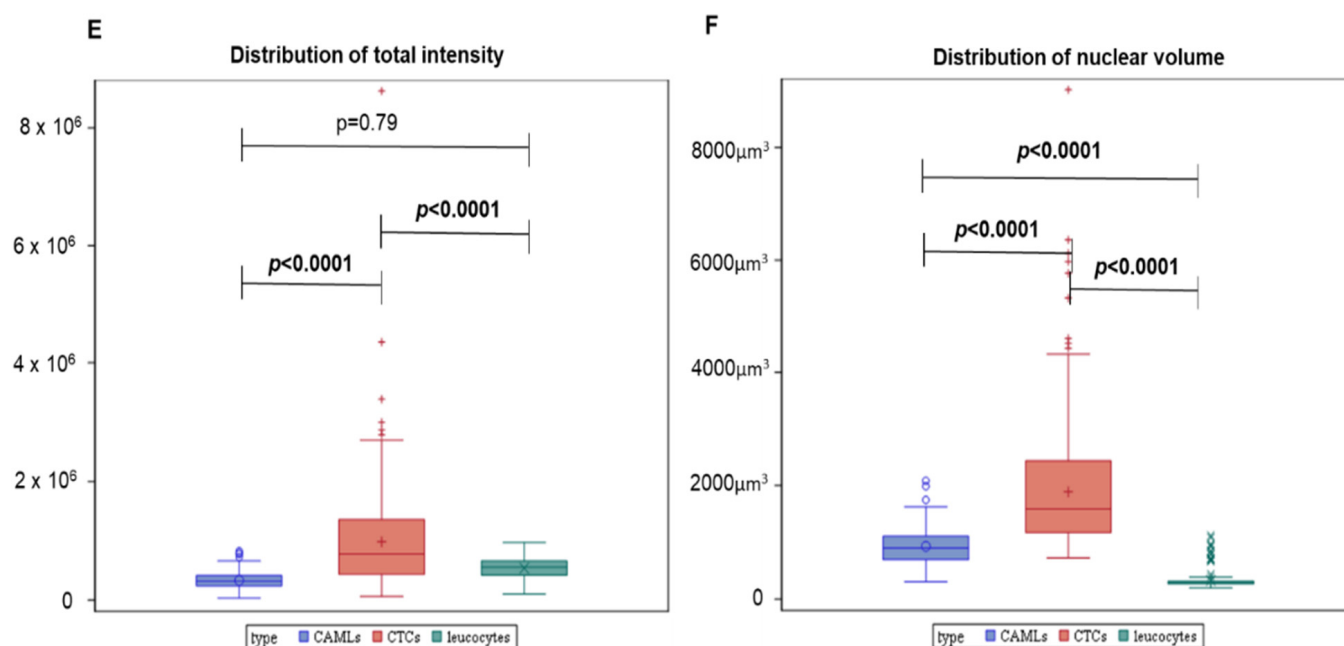 E
Distribution of total intensity
8 x 10⁶
6 x 10⁶
4 x 10⁶
2 x 10⁶
0
p=0.79
p<0.0001
p<0.0001
type CAMLs CTCs leucocytes
F
Distribution of nuclear volume
8000µm³
6000µm³
4000µm³
2000µm³
0
p<0.0001
p<0.0001
p<0.0001
type CAMLs CTCs leucocytes